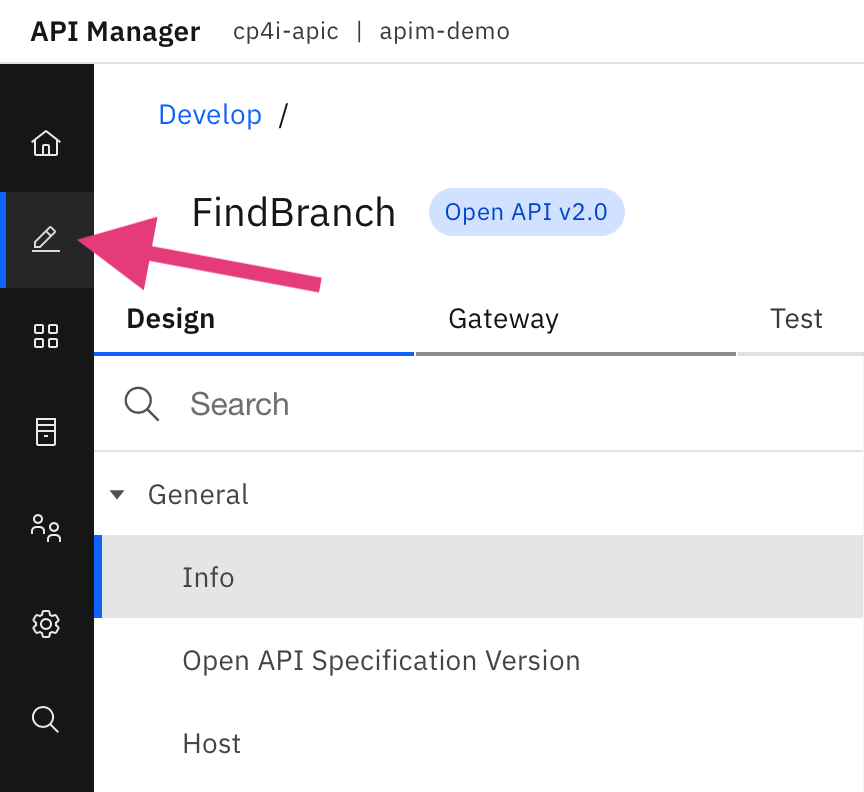 API Manager cp4i-apic | apim-demo
Develop /
FindBranch Open API v2.0
Design Gateway Test
Search
General
Info
Open API Specification Version
Host